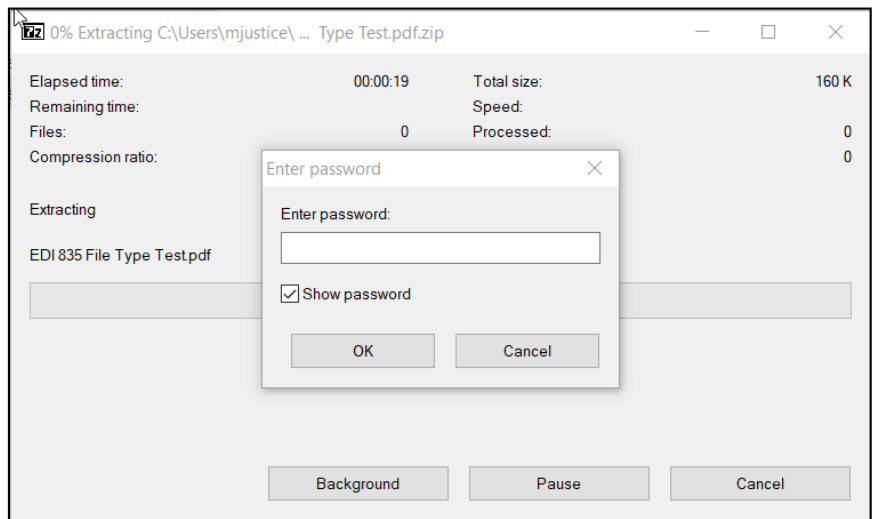 7z 0% Extracting C:\Users\mjustice\ ... Type Test.pdf.zip
Elapsed time: 00:00:19 Total size: 160 K
Remaining time: Speed:
Files: 0 Processed: 0
Compression ratio: 0
Enter password
Extracting
Enter password:
EDI 835 File Type Test.pdf
Show password
OK Cancel
Background Pause Cancel